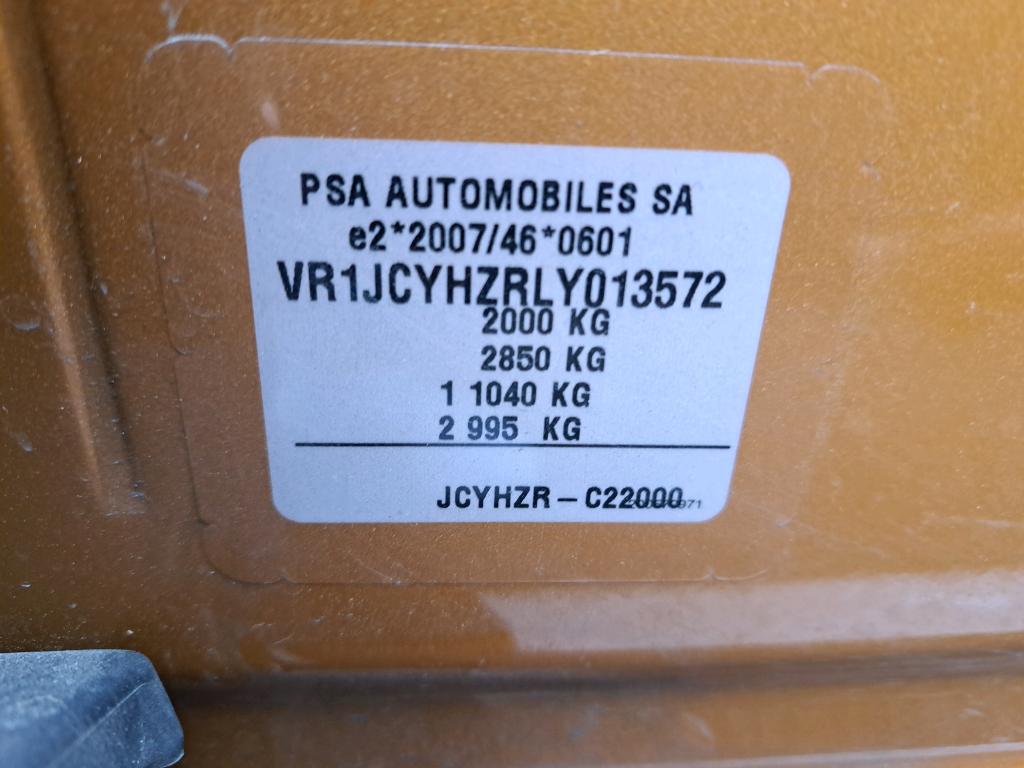 PSA AUTOMOBILES SA
e2*2007/46*0601
VR1JCYHZRLY013572
2000 KG
2850 KG
1 1040 KG
2 995 KG
JCYHZR – C22000